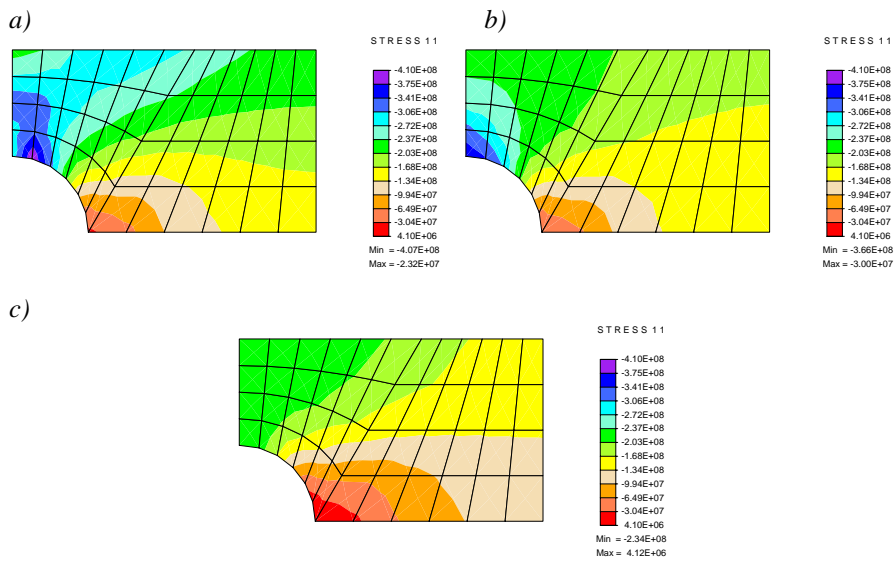 a)
STRESS 11
-4.10E+08
-3.75E+08
-3.41E+08
-3.06E+08
-2.72E+08
-2.37E+08
-2.03E+08
-1.68E+08
-1.34E+08
-9.94E+07
-6.49E+07
-3.04E+07
4.10E+06
Min = -4.07E+08
Max = -2.32E+07
b)
STRESS 11
-4.10E+08
-3.75E+08
-3.41E+08
-3.06E+08
-2.72E+08
-2.37E+08
-2.03E+08
-1.68E+08
-1.34E+08
-9.94E+07
-6.49E+07
-3.04E+07
4.10E+06
Min = -3.66E+08
Max = -3.00E+07
c)
STRESS 11
-4.10E+08
-3.75E+08
-3.41E+08
-3.06E+08
-2.72E+08
-2.37E+08
-2.03E+08
-1.68E+08
-1.34E+08
-9.94E+07
-6.49E+07
-3.04E+07
4.10E+06
Min = -2.34E+08
Max = 4.12E+06